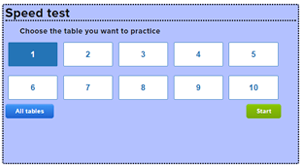 Speed test
Choose the table you want to practice
1 2 3 4 5
6 7 8 9 10
All tables Start